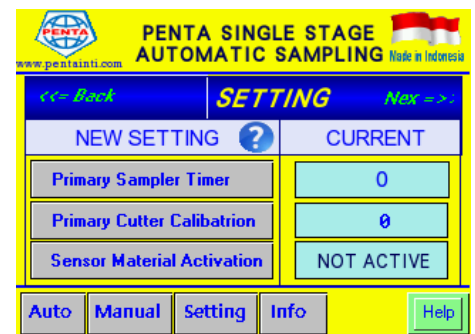 PENTA
www.pentainti.com
PENTA SINGLE STAGE
AUTOMATIC SAMPLING
Made in Indonesia
<<= Back SETTING Nex =>:
NEW SETTING ? CURRENT
Primary Sampler Timer 0
Primary Cutter Calibatrion 0
Sensor Material Activation NOT ACTIVE
Auto Manual Setting Info Help